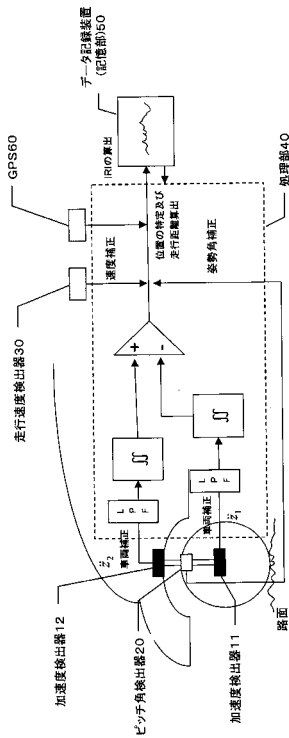 加速度検出器12
ピッチ角検出器20
加速度検出器11
路面
z̈2
車両補正
z̈1
車両補正
LPF
LPF
∬
∬
+
-
走行速度検出器30
GPS60
速度補正
位置の特定及び
走行距離算出
姿勢角補正
処理部40
IRIの算出
データ記録装置
(記憶部)50